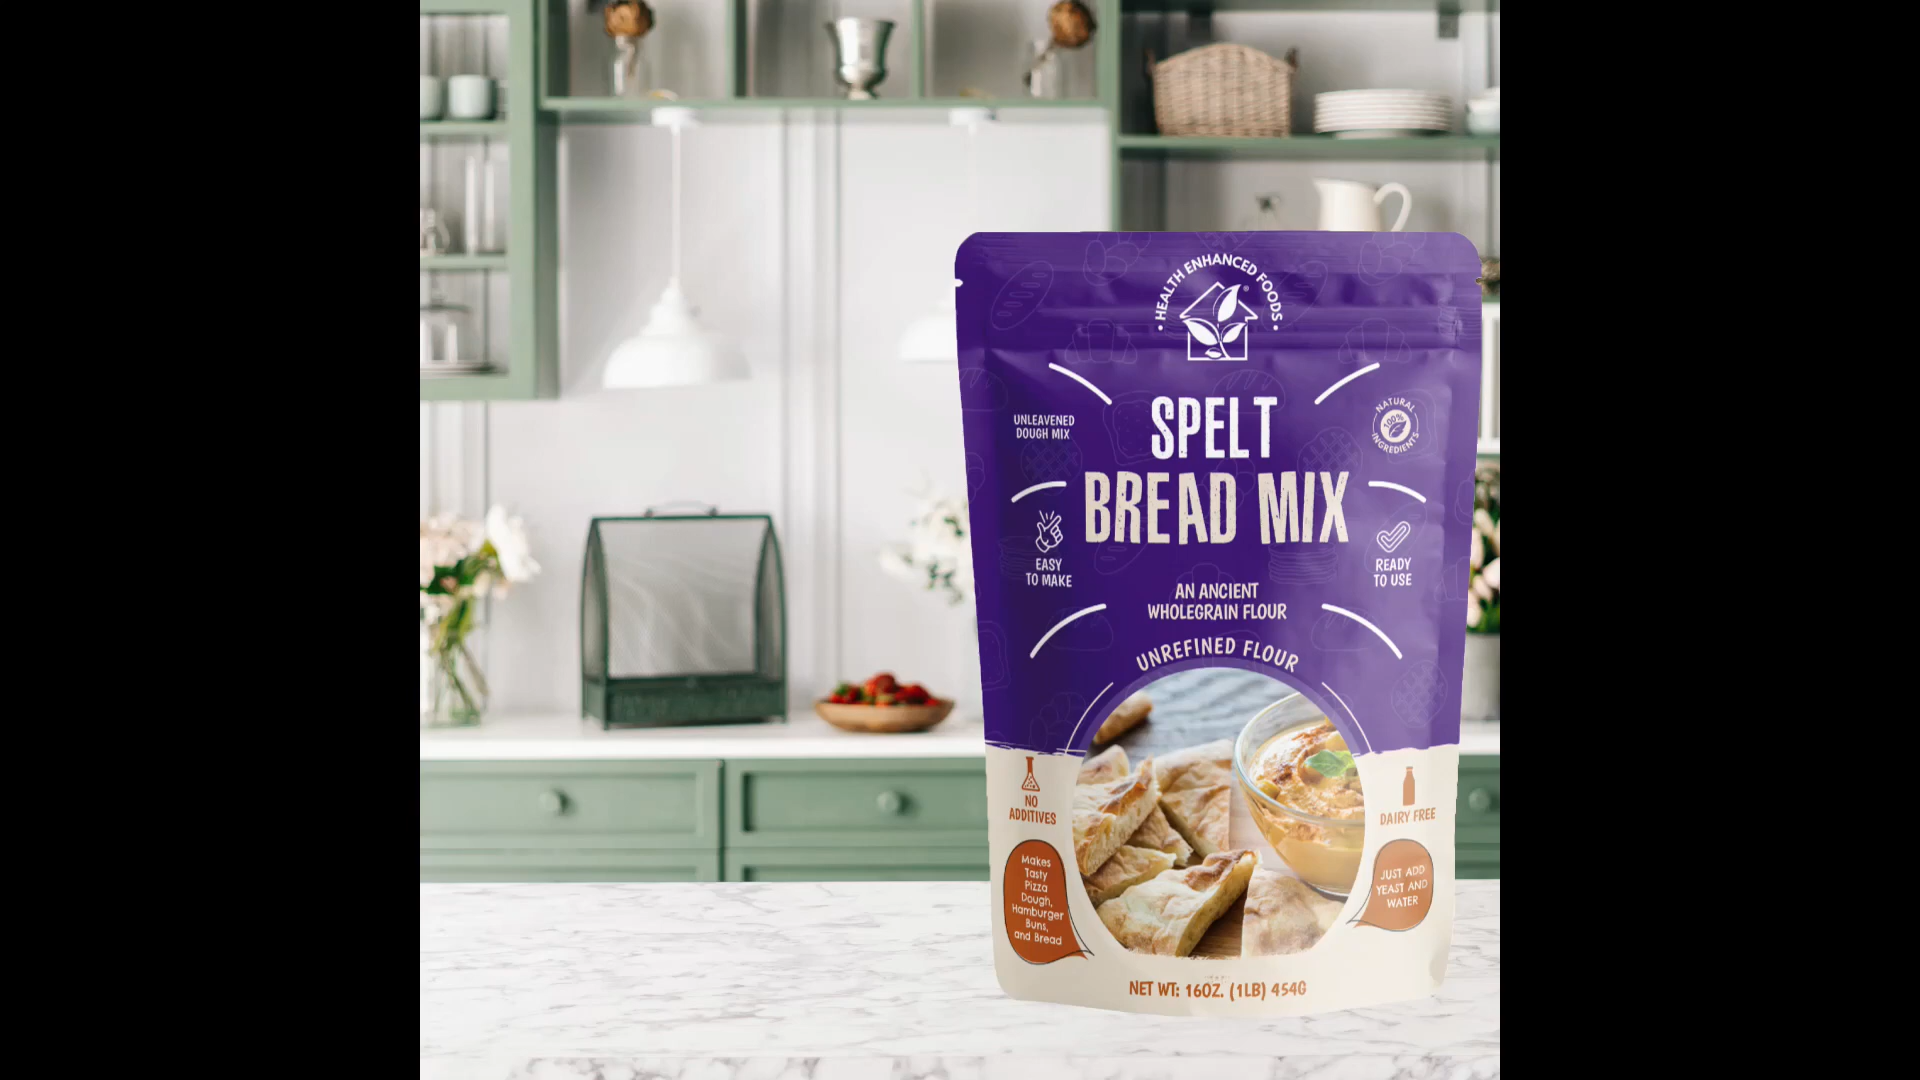 • HEALTH ENHANCED FOODS •
®
SPELT
BREAD MIX
UNLEAVENED
DOUGH MIX
NATURAL
100%
INGREDIENTS
EASY
TO MAKE
READY
TO USE
AN ANCIENT
WHOLEGRAIN FLOUR
UNREFINED FLOUR
NO
ADDITIVES
DAIRY FREE
Makes
Tasty
Pizza
Dough,
Hamburger
Buns,
and Bread
JUST ADD
YEAST AND
WATER
NET WT: 16OZ. (1LB) 454G